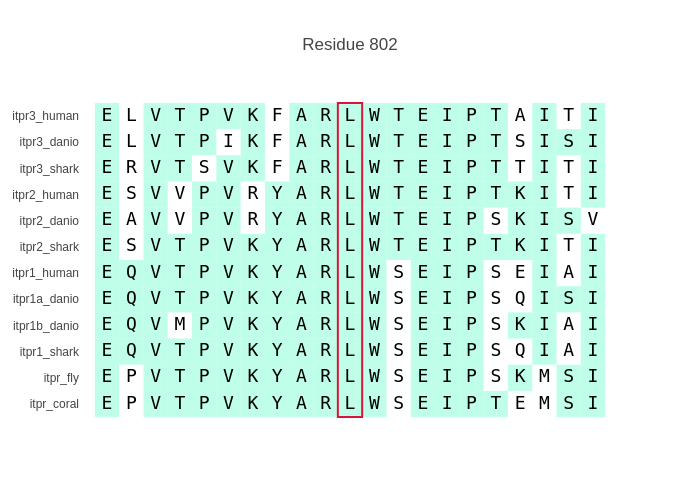 Residue 802
itpr3_human E L V T P V K F A R L W T E I P T A I T I
itpr3_danio E L V T P I K F A R L W T E I P T S I S I
itpr3_shark E R V T S V K F A R L W T E I P T T I T I
itpr2_human E S V V P V R Y A R L W T E I P T K I T I
itpr2_danio E A V V P V R Y A R L W T E I P S K I S V
itpr2_shark E S V T P V K Y A R L W T E I P T K I T I
itpr1_human E Q V T P V K Y A R L W S E I P S E I A I
itpr1a_danio E Q V T P V K Y A R L W S E I P S Q I S I
itpr1b_danio E Q V M P V K Y A R L W S E I P S K I A I
itpr1_shark E Q V T P V K Y A R L W S E I P S Q I A I
itpr_fly E P V T P V K Y A R L W S E I P S K M S I
itpr_coral E P V T P V K Y A R L W S E I P T E M S I